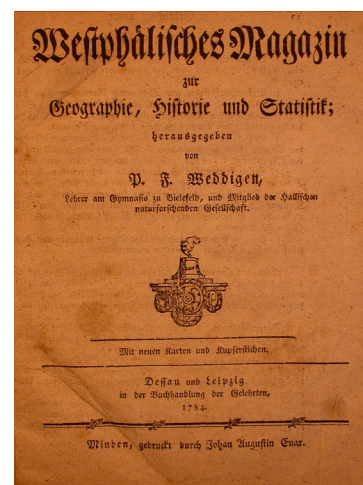 Westphälisches Magazin
zur
Geographie, Historie und Statistik;
herausgegeben
von
P. F. Weddigen,
Lehrer am Gymnasio zu Bielefeld, und Mitglied der Hallischen
naturforschenden Gesellschaft.
Mit neuen Karten und Kupferstichen.
Dessau und Leipzig
in der Buchhandlung der Gelehrten,
1784.
Minden, gedruckt durch Johan Augustin Enax.